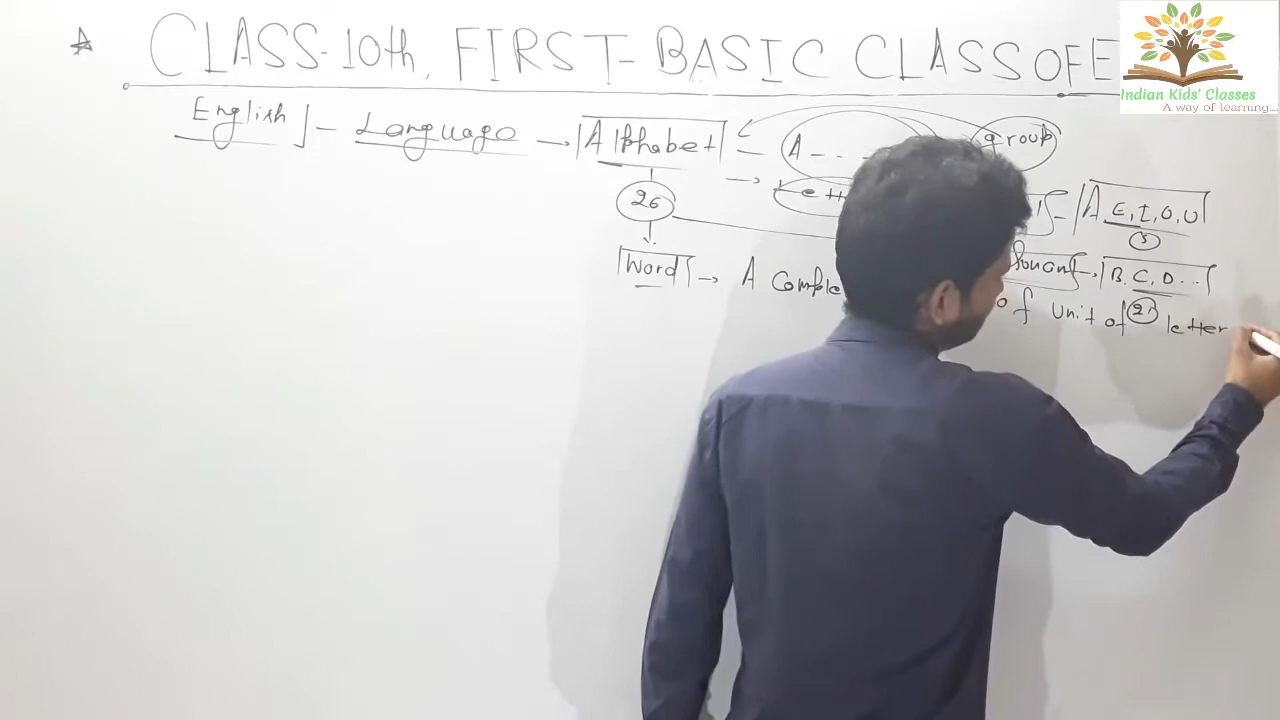 CLASS-10th, FIRST-BASIC CLASS OF E
Indian Kids' Classes
A way of learning...
English - Language → Alphabet - A - - - group
26 → A, E, I, O, U
5
Word → A Comple
B, C, D...
of Unit of 21 letter